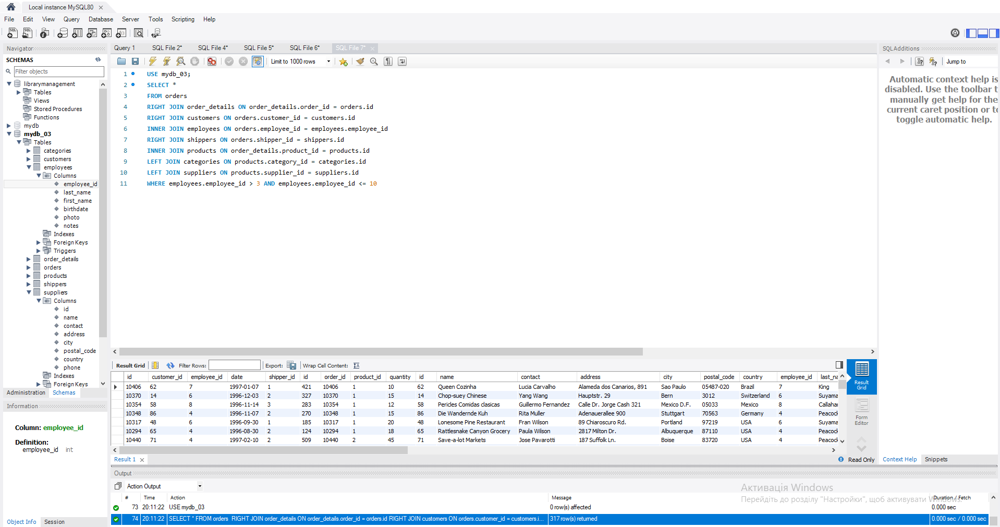 Local instance MySQL80
File Edit View Query Database Server Tools Scripting Help
Navigator
SCHEMAS
Filter objects
librarymanagement
Tables
Views
Stored Procedures
Functions
mydb
mydb_03
Tables
categories
customers
employees
Columns
employee_id
last_name
first_name
birthdate
photo
notes
Indexes
Foreign Keys
Triggers
order_details
orders
products
shippers
suppliers
Columns
id
name
contact
address
city
postal_code
country
phone
Indexes
Foreign Keys
Administration Schemas
Information
Column: employee_id
Definition:
employee_id int
Object Info Session
Query 1 SQL File 2* SQL File 4* SQL File 5* SQL File 6* SQL File 7*
Limit to 1000 rows
1 USE mydb_03;
2 SELECT *
3 FROM orders
4 RIGHT JOIN order_details ON order_details.order_id = orders.id
5 RIGHT JOIN customers ON orders.customer_id = customers.id
6 INNER JOIN employees ON orders.employee_id = employees.employee_id
7 RIGHT JOIN shippers ON orders.shipper_id = shippers.id
8 INNER JOIN products ON order_details.product_id = products.id
9 LEFT JOIN categories ON products.category_id = categories.id
10 LEFT JOIN suppliers ON products.supplier_id = suppliers.id
11 WHERE employees.employee_id > 3 AND employees.employee_id <= 10
Result Grid Filter Rows: Export: Wrap Cell Content:
id customer_id employee_id date shipper_id id order_id product_id quantity id name contact address city postal_code country employee_id last_na
10406 62 7 1997-01-07 1 421 10406 1 10 62 Queen Cozinha Lucia Carvalho Alameda dos Canarios, 891 Sao Paulo 05487-020 Brazil 7 King
10370 14 6 1996-12-03 2 327 10370 1 15 14 Chop-suey Chinese Yang Wang Hauptstr. 29 Bern 3012 Switzerland 6 Suyama
10354 58 8 1996-11-14 3 283 10354 1 12 58 Pericles Comidas clasicas Guillermo Fernandez Calle Dr. Jorge Cash 321 Mexico D.F. 05033 Mexico 8 Callahan
10348 86 4 1996-11-07 2 270 10348 1 15 86 Die Wandernde Kuh Rita Muller Adenauerallee 900 Stuttgart 70563 Germany 4 Peacock
10317 48 6 1996-09-30 1 185 10317 1 20 48 Lonesome Pine Restaurant Fran Wilson 89 Chiaroscuro Rd. Portland 97219 USA 6 Suyama
10294 65 4 1996-08-30 2 124 10294 1 18 65 Rattlesnake Canyon Grocery Paula Wilson 2817 Milton Dr. Albuquerque 87110 USA 4 Peacock
10440 71 4 1997-02-10 2 509 10440 2 45 71 Save-a-lot Markets Jose Pavarotti 187 Suffolk Ln. Boise 83720 USA 4 Peacock
Result Grid
Form Editor
Result 1
Read Only
SQLAdditions
Jump to
Automatic context help is
disabled. Use the toolbar t
manually get help for the
current caret position or to
toggle automatic help.
Context Help Snippets
Output
Action Output
# Time Action Message Duration / Fetch
73 20:11:22 USE mydb_03 0 row(s) affected 0.000 sec
74 20:11:22 SELECT * FROM orders RIGHT JOIN order_details ON order_details.order_id = orders.id RIGHT JOIN customers ON orders.customer_id = customers.i... 317 row(s) returned 0.000 sec / 0.000 sec
Активація Windows
Перейдіть до розділу "Настройки", щоб активувати Windows.